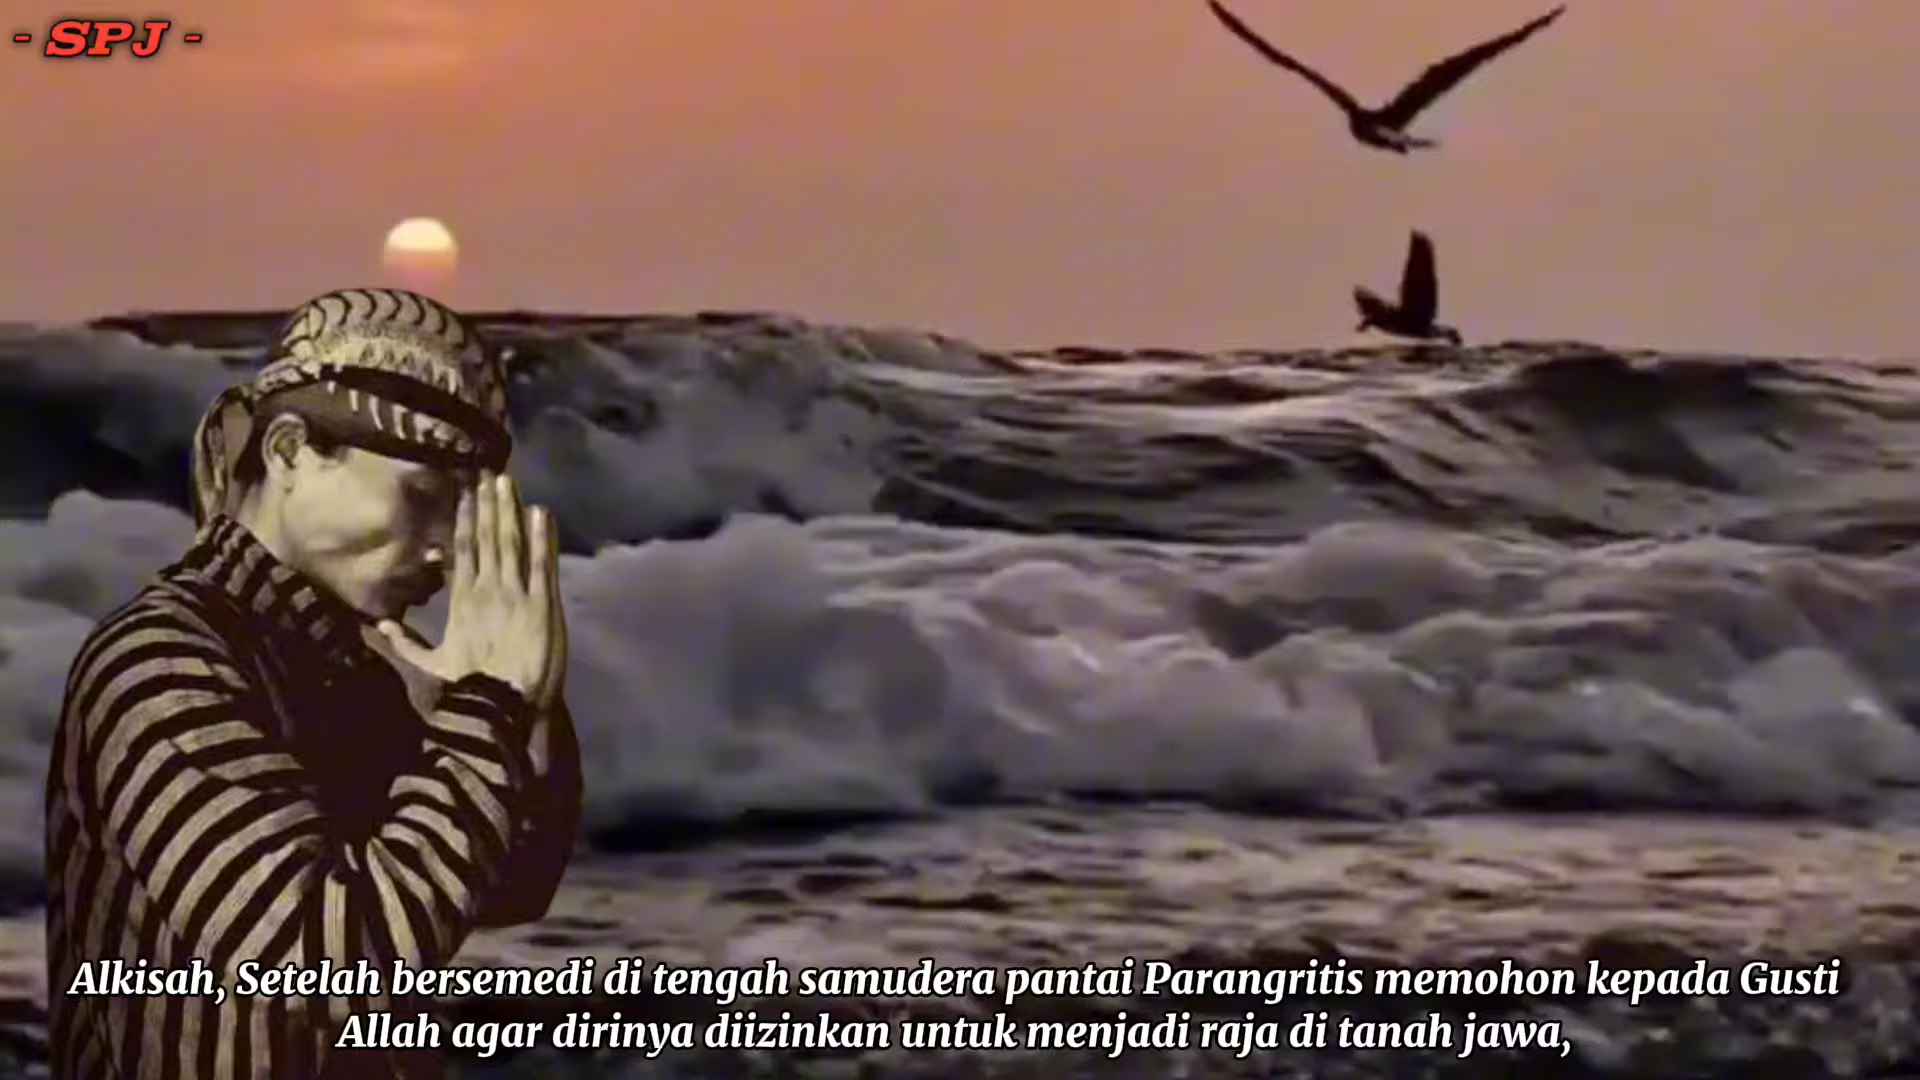 - SPJ -
Alkisah, Setelah bersemedi di tengah samudera pantai Parangritis memohon kepada Gusti
Allah agar dirinya diizinkan untuk menjadi raja di tanah jawa,